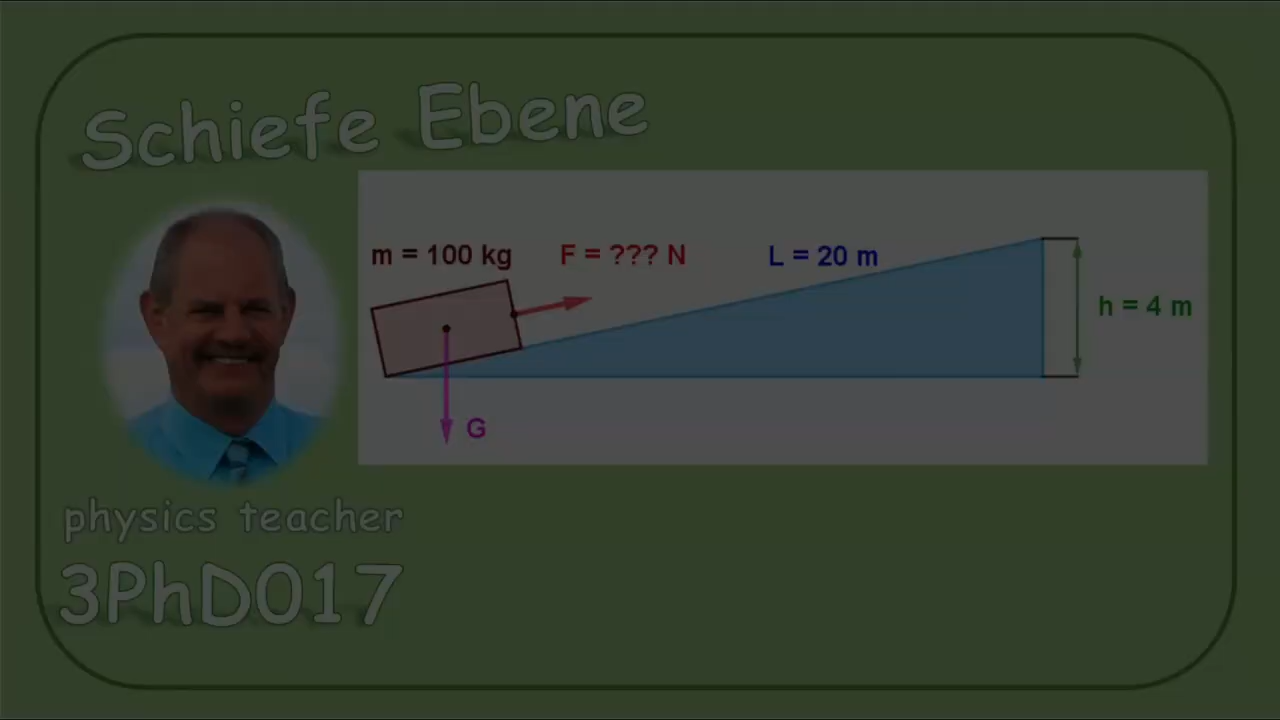 Schiefe Ebene
m = 100 kg F = ??? N L = 20 m
h = 4 m
G
physics teacher
3PhD017